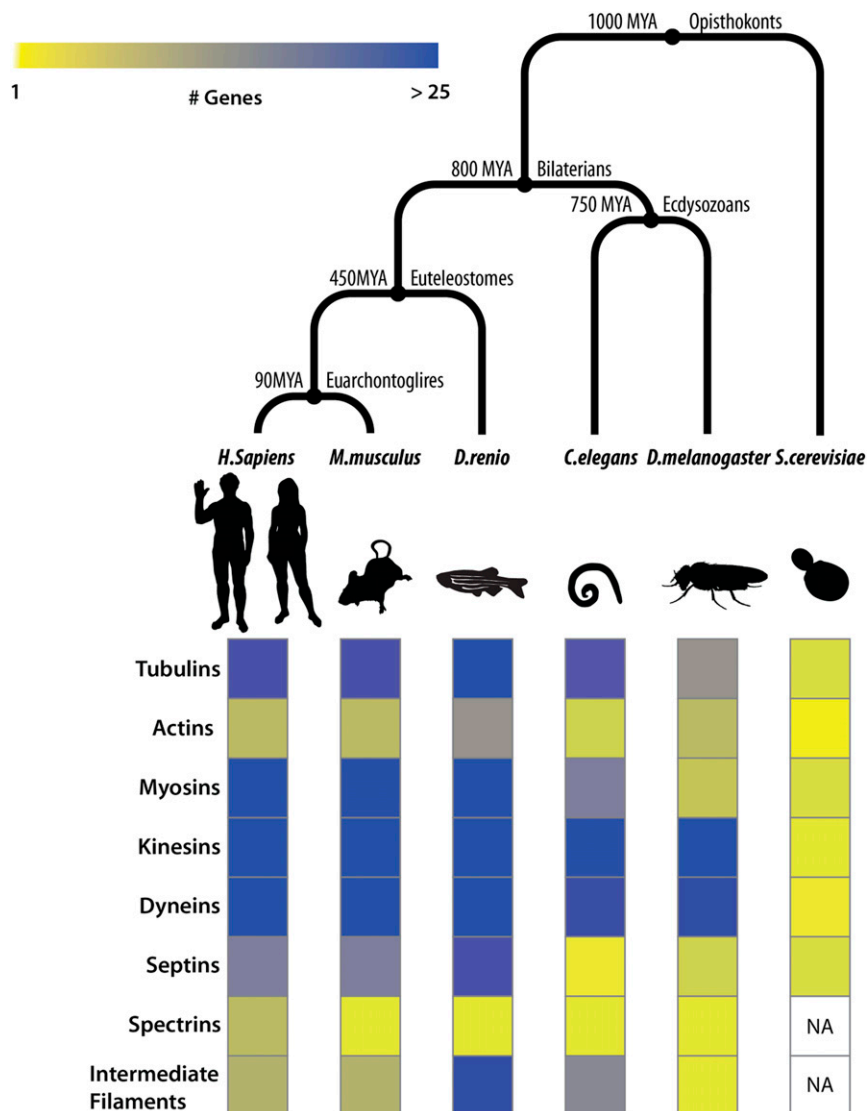 1000 MYA Opisthokonts
1 > 25
# Genes
800 MYA Bilaterians
750 MYA Ecdysozoans
450MYA Euteleostomes
90MYA Euarchontoglires
H.Sapiens M.musculus D.renio C.elegans D.melanogaster S.cerevisiae
Tubulins
Actins
Myosins
Kinesins
Dyneins
Septins
Spectrins NA
Intermediate
Filaments NA